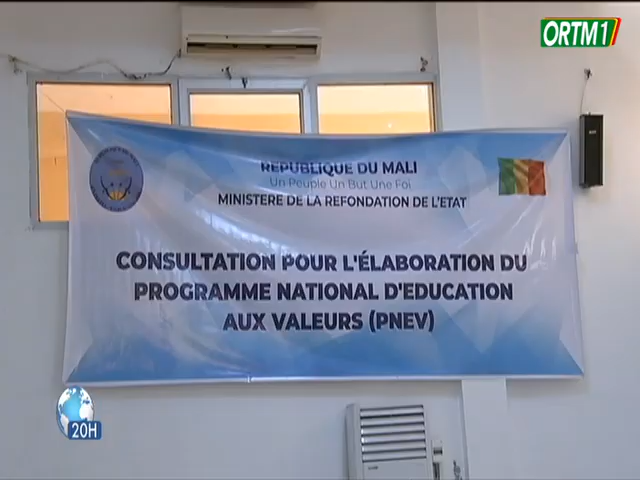 ORTM1
REPUBLIQUE DU MALI
Un Peuple Un But Une Foi
MINISTERE DE LA REFONDATION DE L'ETAT
CONSULTATION POUR L'ÉLABORATION DU
PROGRAMME NATIONAL D'EDUCATION
AUX VALEURS (PNEV)
20H